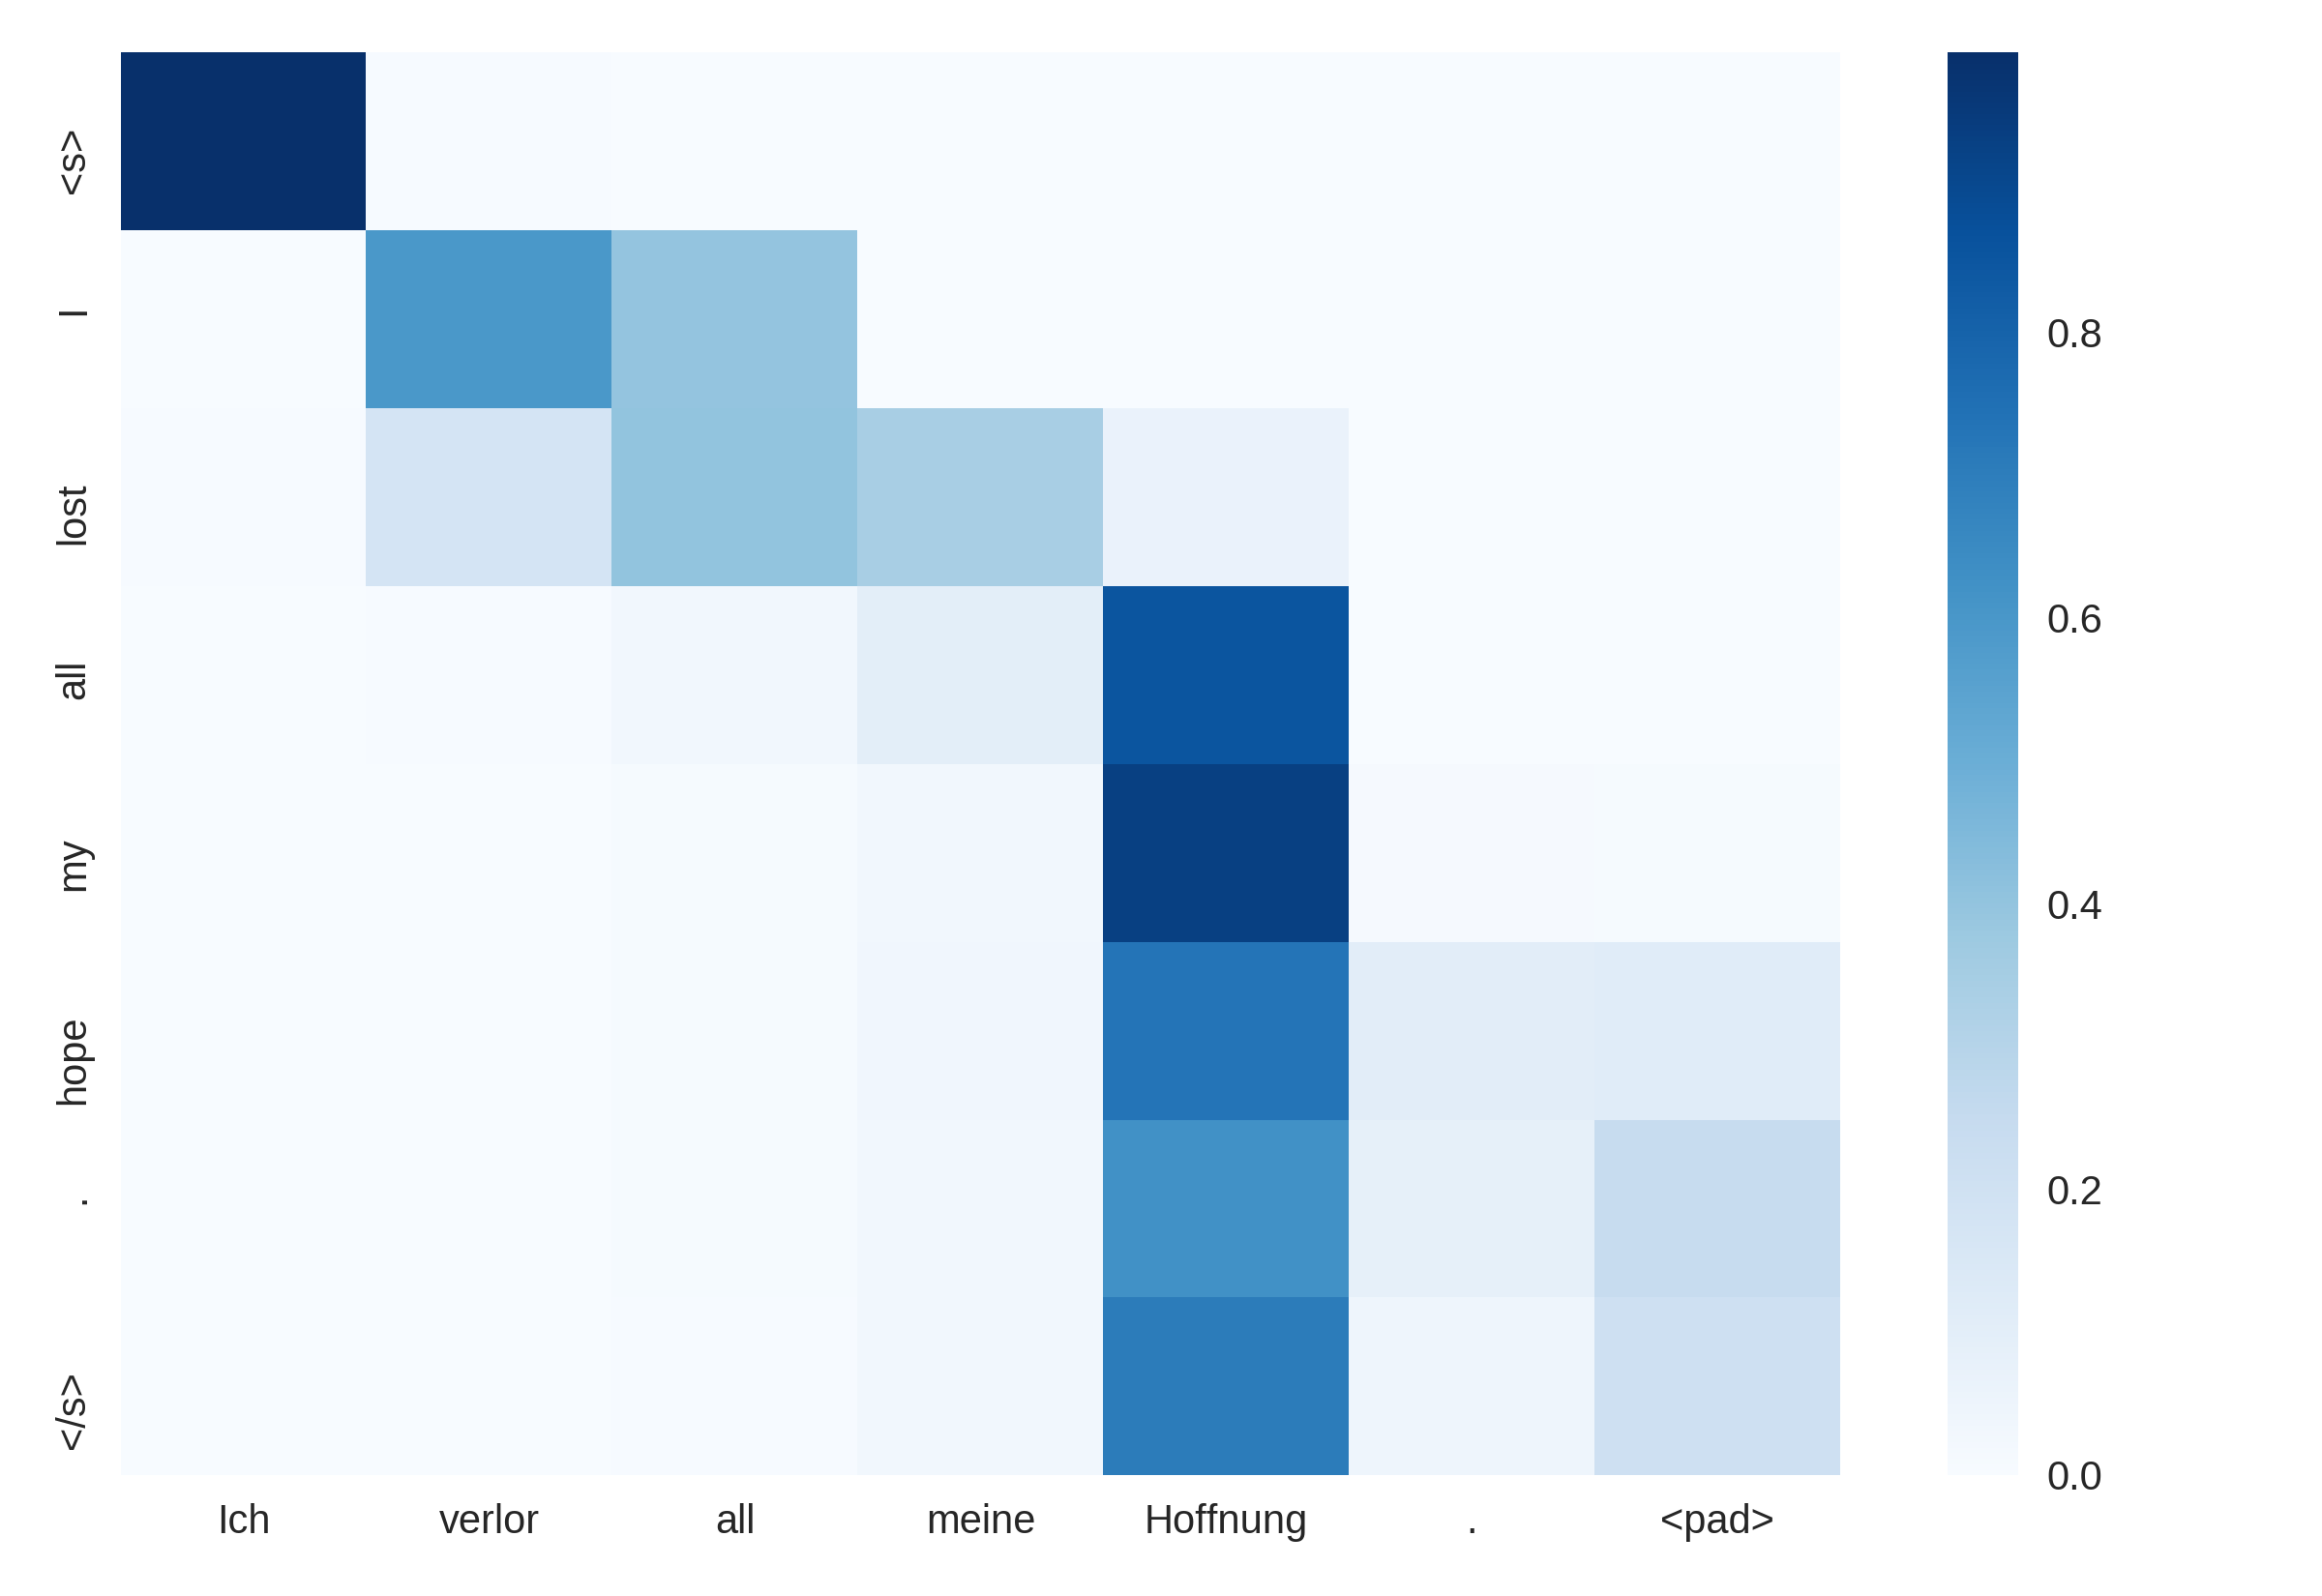 <s>
I
lost
all
my
hope
.
</s>
Ich verlor all meine Hoffnung . <pad>
0.8
0.6
0.4
0.2
0.0